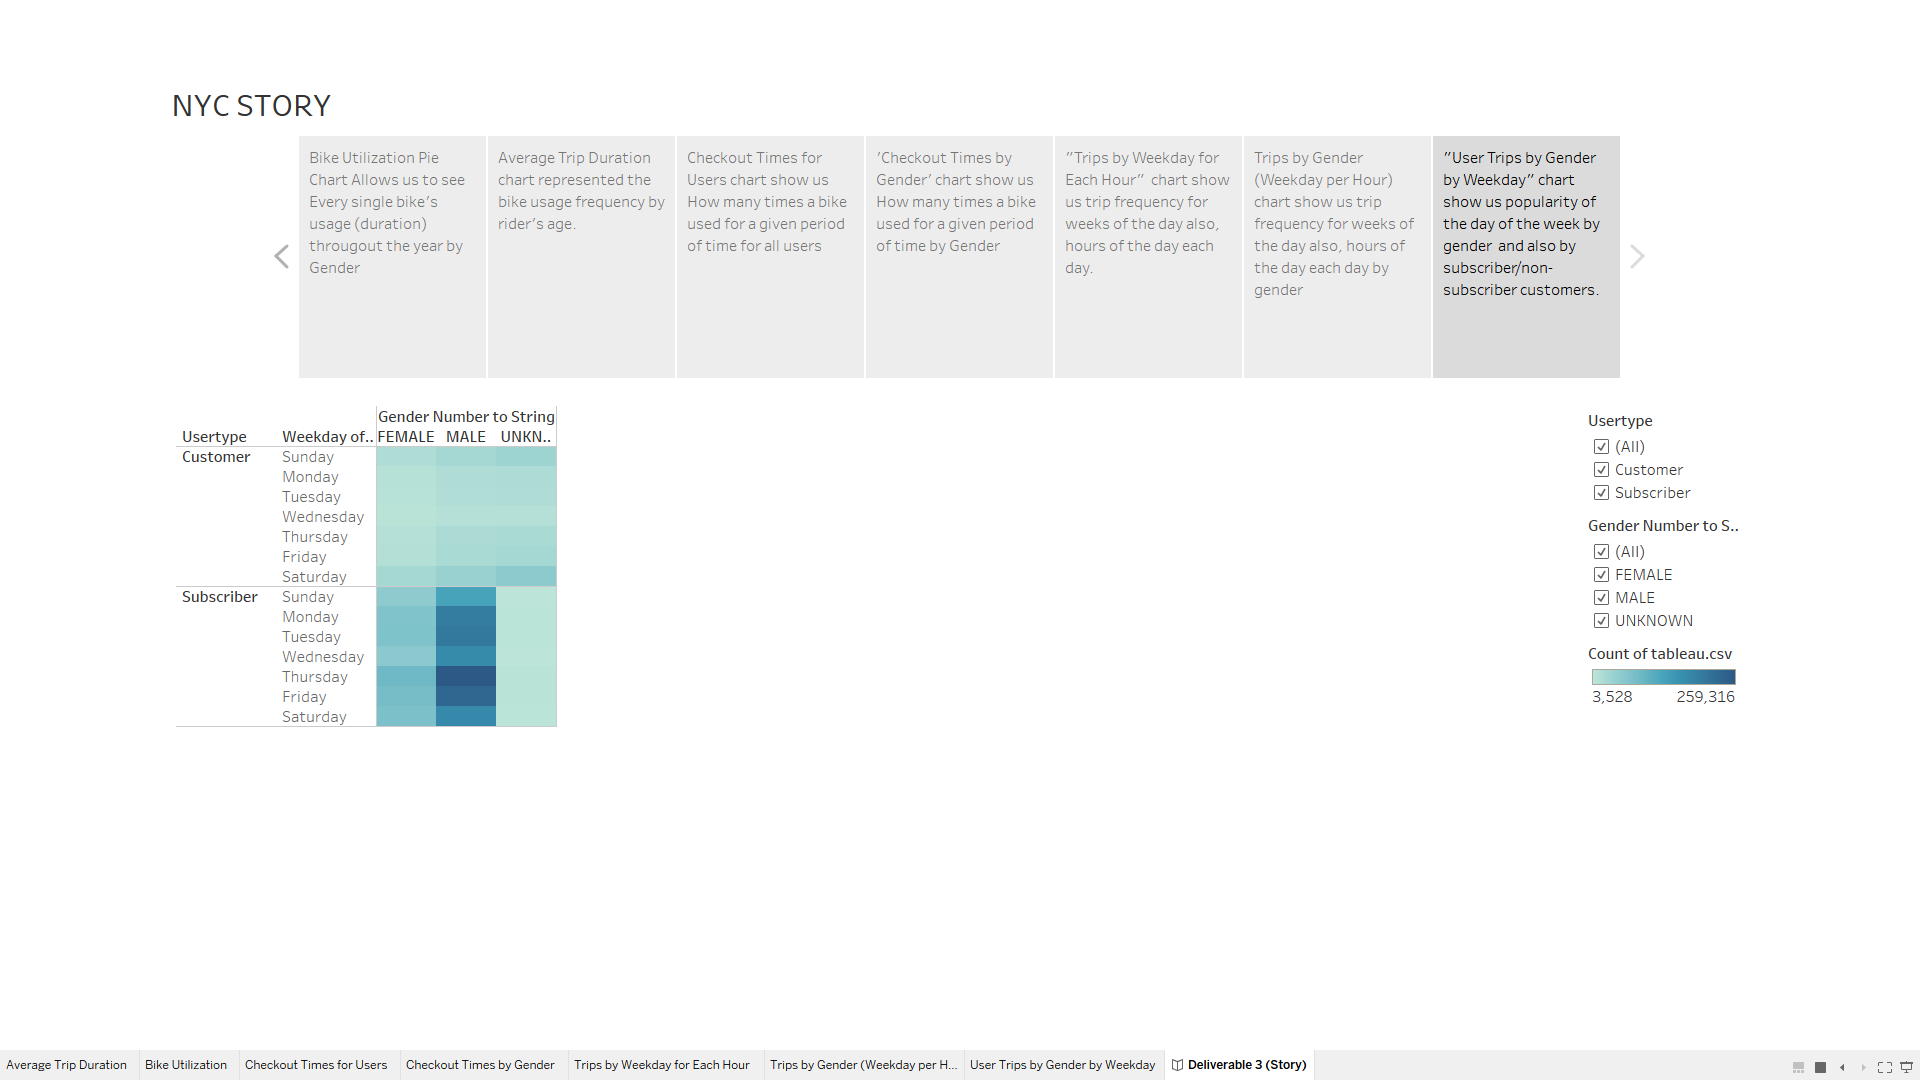 NYC STORY
Bike Utilization Pie
Chart Allows us to see
Every single bike's
usage (duration)
througout the year by
Gender
Average Trip Duration
chart represented the
bike usage frequency by
rider's age.
Checkout Times for
Users chart show us
How many times a bike
used for a given period
of time for all users
'Checkout Times by
Gender' chart show us
How many times a bike
used for a given period
of time by Gender
"Trips by Weekday for
Each Hour" chart show
us trip frequency for
weeks of the day also,
hours of the day each
day.
Trips by Gender
(Weekday per Hour)
chart show us trip
frequency for weeks of
the day also, hours of
the day each day by
gender
"User Trips by Gender
by Weekday" chart
show us popularity of
the day of the week by
gender and also by
subscriber/non-
subscriber customers.
Gender Number to String
Usertype Weekday of.. FEMALE MALE UNKN..
Customer Sunday
Monday
Tuesday
Wednesday
Thursday
Friday
Saturday
Subscriber Sunday
Monday
Tuesday
Wednesday
Thursday
Friday
Saturday
Usertype
(All)
Customer
Subscriber
Gender Number to S..
(All)
FEMALE
MALE
UNKNOWN
Count of tableau.csv
3,528 259,316
Average Trip Duration Bike Utilization Checkout Times for Users Checkout Times by Gender Trips by Weekday for Each Hour Trips by Gender (Weekday per H... User Trips by Gender by Weekday Deliverable 3 (Story)